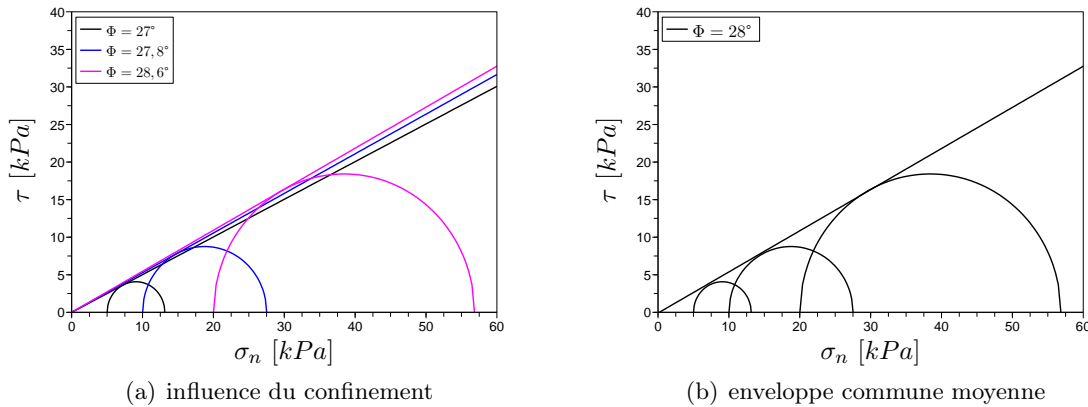 Φ = 27°
Φ = 27, 8°
Φ = 28, 6°
40
35
30
25
20
15
10
5
0
τ [kPa]
0 10 20 30 40 50 60
σn [kPa]
(a) influence du confinement
Φ = 28°
40
35
30
25
20
15
10
5
0
τ [kPa]
0 10 20 30 40 50 60
σn [kPa]
(b) enveloppe commune moyenne